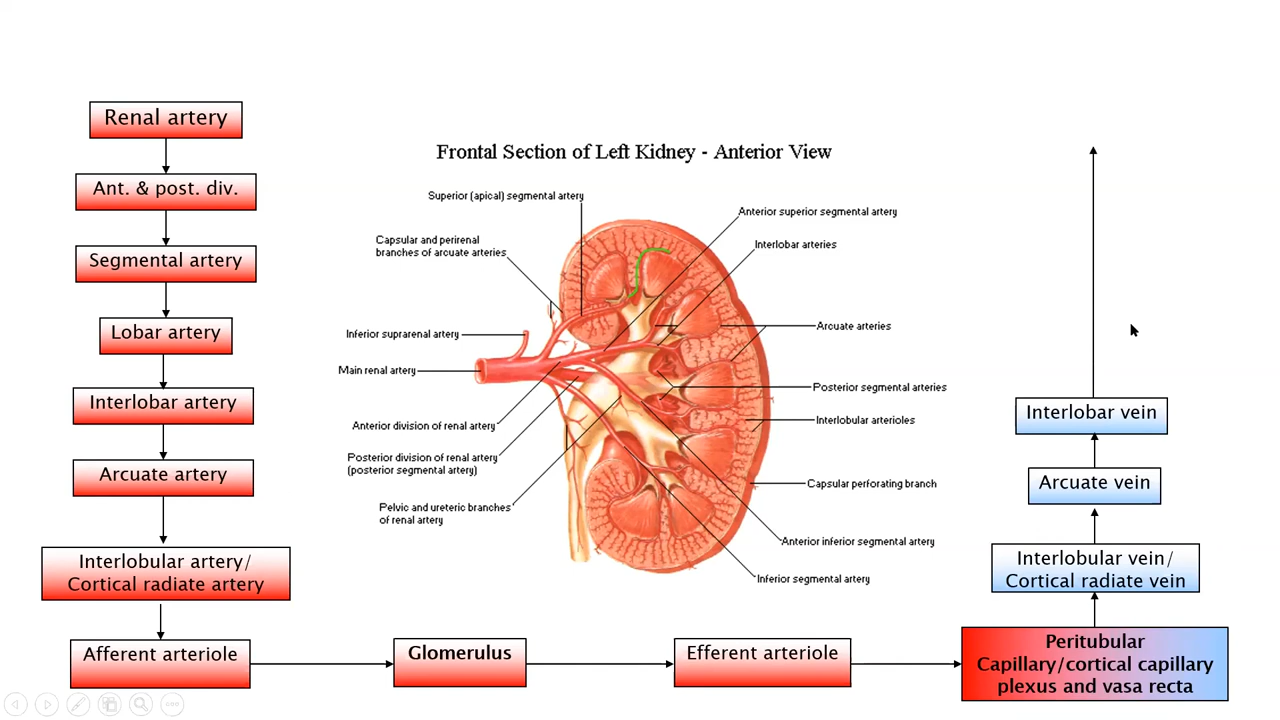 Renal artery
Ant. & post. div.
Segmental artery
Lobar artery
Interlobar artery
Arcuate artery
Interlobular artery/
Cortical radiate artery
Afferent arteriole
Glomerulus
Efferent arteriole
Peritubular
Capillary/cortical capillary
plexus and vasa recta
Interlobular vein/
Cortical radiate vein
Arcuate vein
Interlobar vein
Frontal Section of Left Kidney - Anterior View
Superior (apical) segmental artery
Capsular and perirenal
branches of arcuate arteries
Inferior suprarenal artery
Main renal artery
Anterior division of renal artery
Posterior division of renal artery
(posterior segmental artery)
Pelvic and ureteric branches
of renal artery
Anterior superior segmental artery
Interlobar arteries
Arcuate arteries
Posterior segmental arteries
Interlobular arterioles
Capsular perforating branch
Anterior inferior segmental artery
Inferior segmental artery